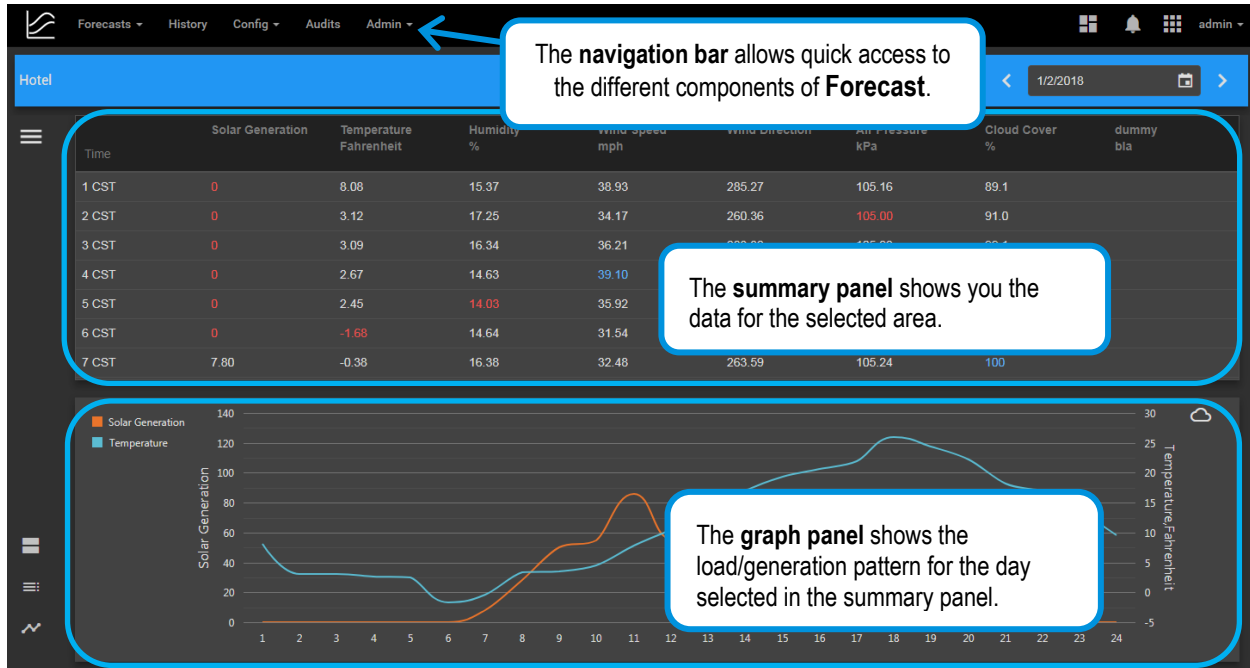 Forecasts History Config Audits Admin admin
The navigation bar allows quick access to
the different components of Forecast.
Hotel 1/2/2018
Solar Generation Temperature Humidity Wind Speed Wind Direction Air Pressure Cloud Cover dummy
Fahrenheit % mph kPa % bla
Time
1 CST 0 8.08 15.37 38.93 285.27 105.16 89.1
2 CST 0 3.12 17.25 34.17 260.36 105.00 91.0
3 CST 0 3.09 16.34 36.21
4 CST 0 2.67 14.63 39.10
5 CST 0 2.45 14.03 35.92
6 CST 0 -1.68 14.64 31.54
7 CST 7.80 -0.38 16.38 32.48 263.59 105.24 100
The summary panel shows you the
data for the selected area.
Solar Generation
Temperature
Solar Generation
140
120
100
80
60
40
20
0
30
25
20
15
10
5
0
-5
Temperature,Fahrenheit
The graph panel shows the
load/generation pattern for the day
selected in the summary panel.
1 2 3 4 5 6 7 8 9 10 11 12 13 14 15 16 17 18 19 20 21 22 23 24